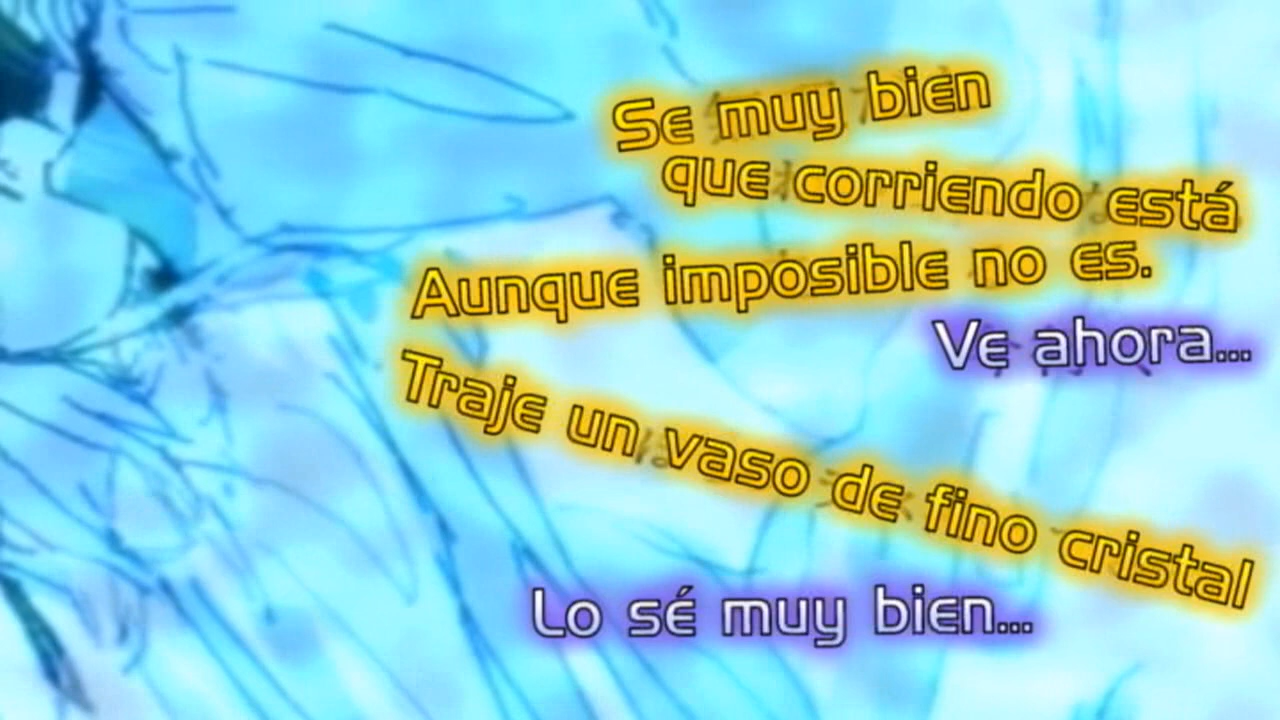 Se muy bien
que corriendo está
Aunque imposible no es.
Ve ahora...
Traje un vaso de fino cristal
Lo sé muy bien...